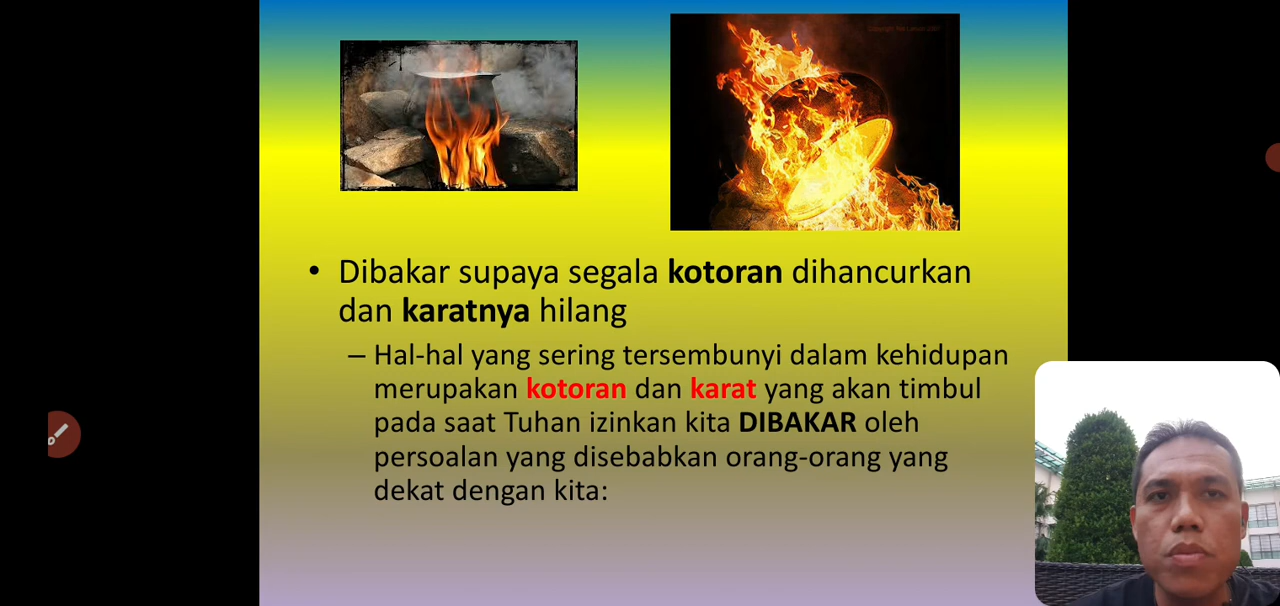 • Dibakar supaya segala kotoran dihancurkan
dan karatnya hilang
– Hal-hal yang sering tersembunyi dalam kehidupan
merupakan kotoran dan karat yang akan timbul
pada saat Tuhan izinkan kita DIBAKAR oleh
persoalan yang disebabkan orang-orang yang
dekat dengan kita: